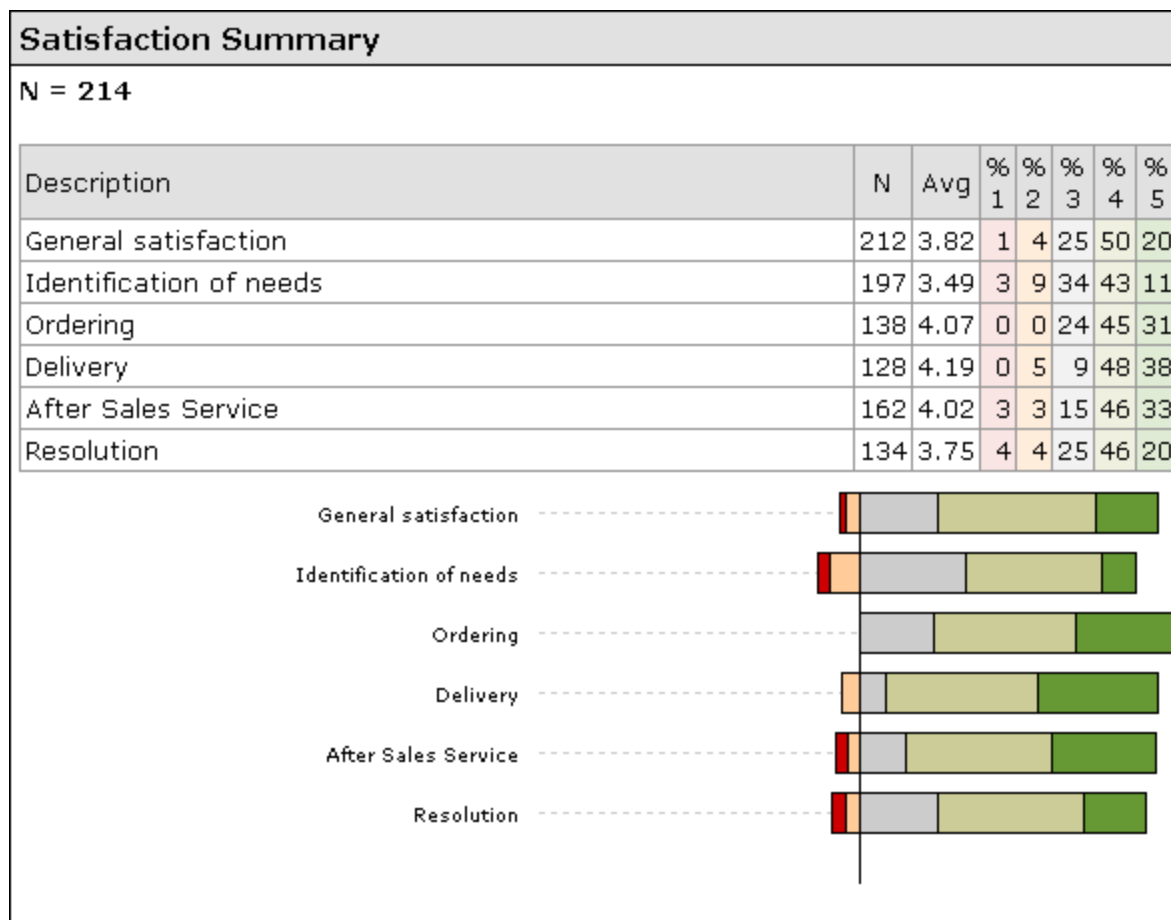 Satisfaction Summary
N = 214
Description N Avg % 1 % 2 % 3 % 4 % 5
General satisfaction 212 3.82 1 4 25 50 20
Identification of needs 197 3.49 3 9 34 43 11
Ordering 138 4.07 0 0 24 45 31
Delivery 128 4.19 0 5 9 48 38
After Sales Service 162 4.02 3 3 15 46 33
Resolution 134 3.75 4 4 25 46 20
General satisfaction
Identification of needs
Ordering
Delivery
After Sales Service
Resolution